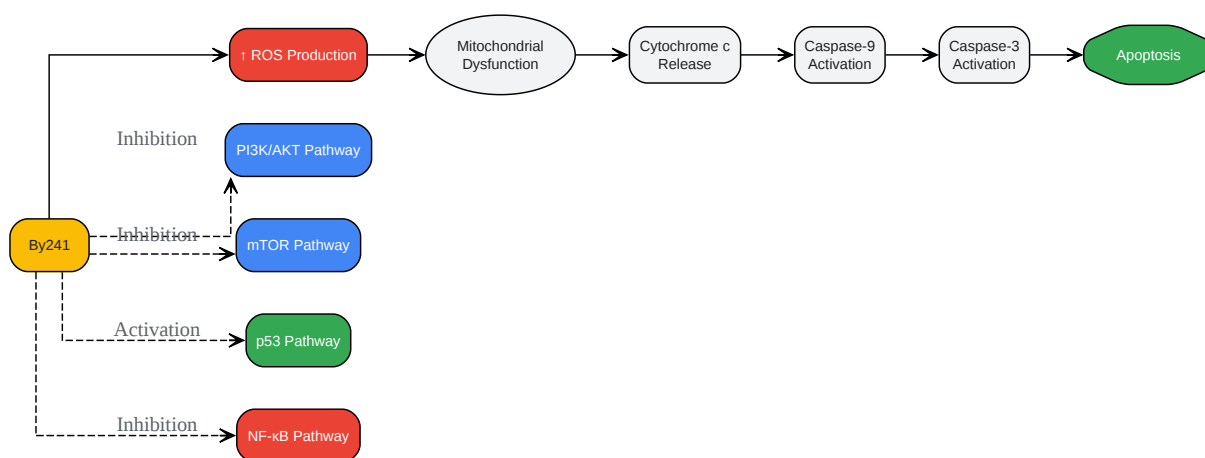 ↑ ROS Production
Mitochondrial
Dysfunction
Cytochrome c
Release
Caspase-9
Activation
Caspase-3
Activation
Apoptosis
Inhibition
PI3K/AKT Pathway
By241
Inhibition
mTOR Pathway
Activation
p53 Pathway
Inhibition
NF-κB Pathway